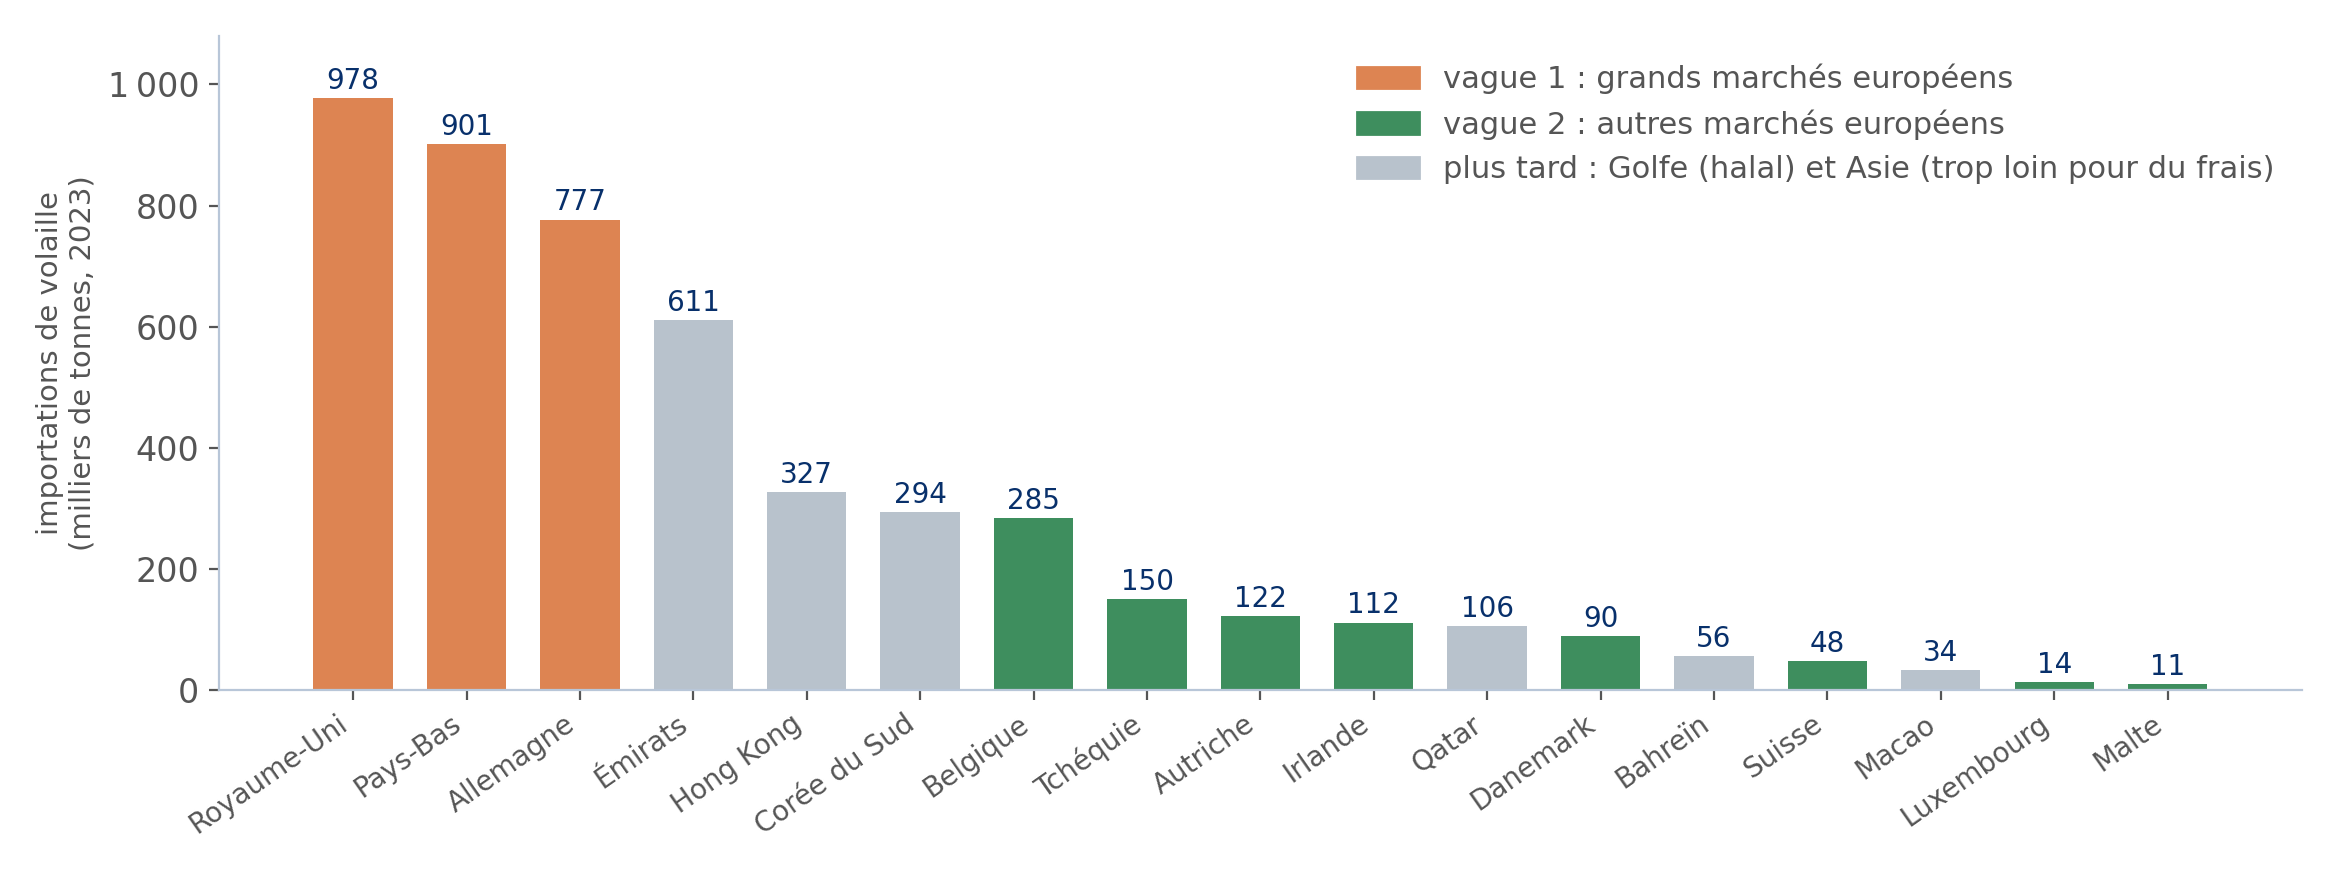 importations de volaille
(milliers de tonnes, 2023)
1 000
800
600
400
200
0
vague 1 : grands marchés européens
vague 2 : autres marchés européens
plus tard : Golfe (halal) et Asie (trop loin pour du frais)
978
901
777
611
327
294
285
150
122
112
106
90
56
48
34
14
11
Royaume-Uni
Pays-Bas
Allemagne
Émirats
Hong Kong
Corée du Sud
Belgique
Tchéquie
Autriche
Irlande
Qatar
Danemark
Bahreïn
Suisse
Macao
Luxembourg
Malte